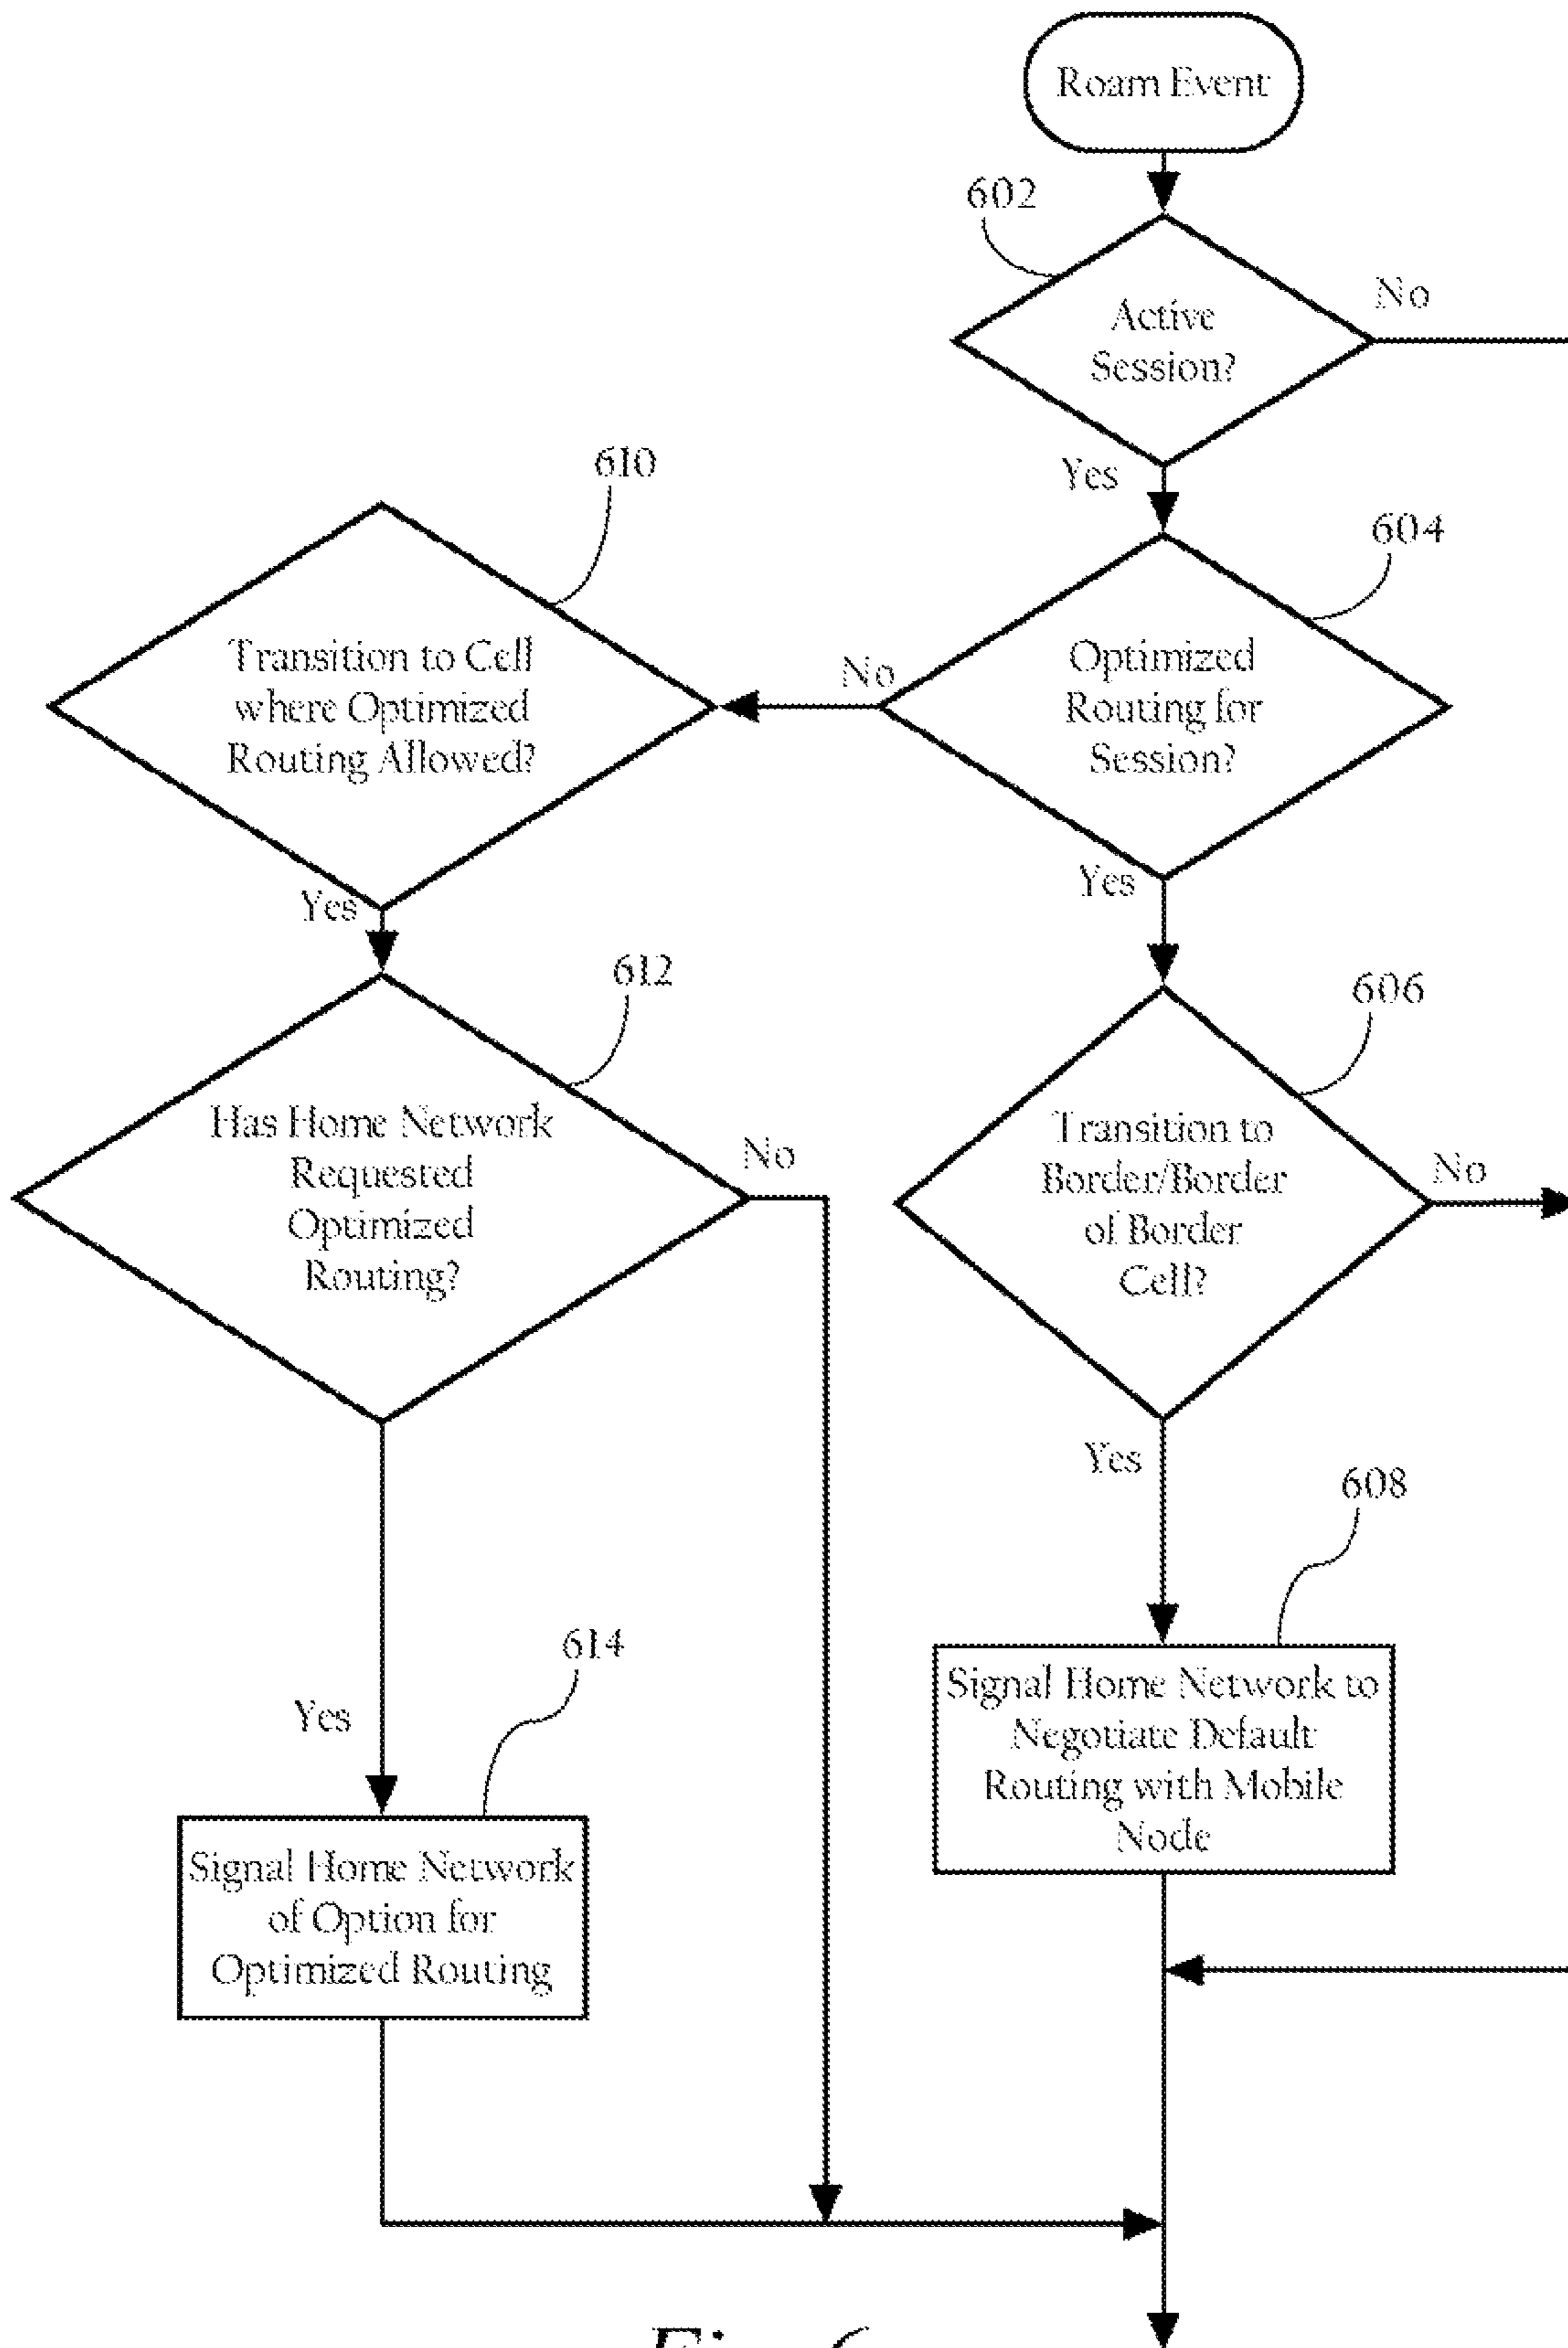 Roam Event
602
Active
Session?
No
Yes
610
604
Transition to Cell
where Optimized
Routing Allowed?
No
Optimized
Routing for
Session?
Yes
Yes
612
606
Has Home Network
Requested
Optimized
Routing?
No
Transition to
Border/Border
of Border
Cell?
No
Yes
608
614
Yes
Signal Home Network to
Negotiate Default
Routing with Mobile
Node
Signal Home Network
of Option for
Optimized Routing